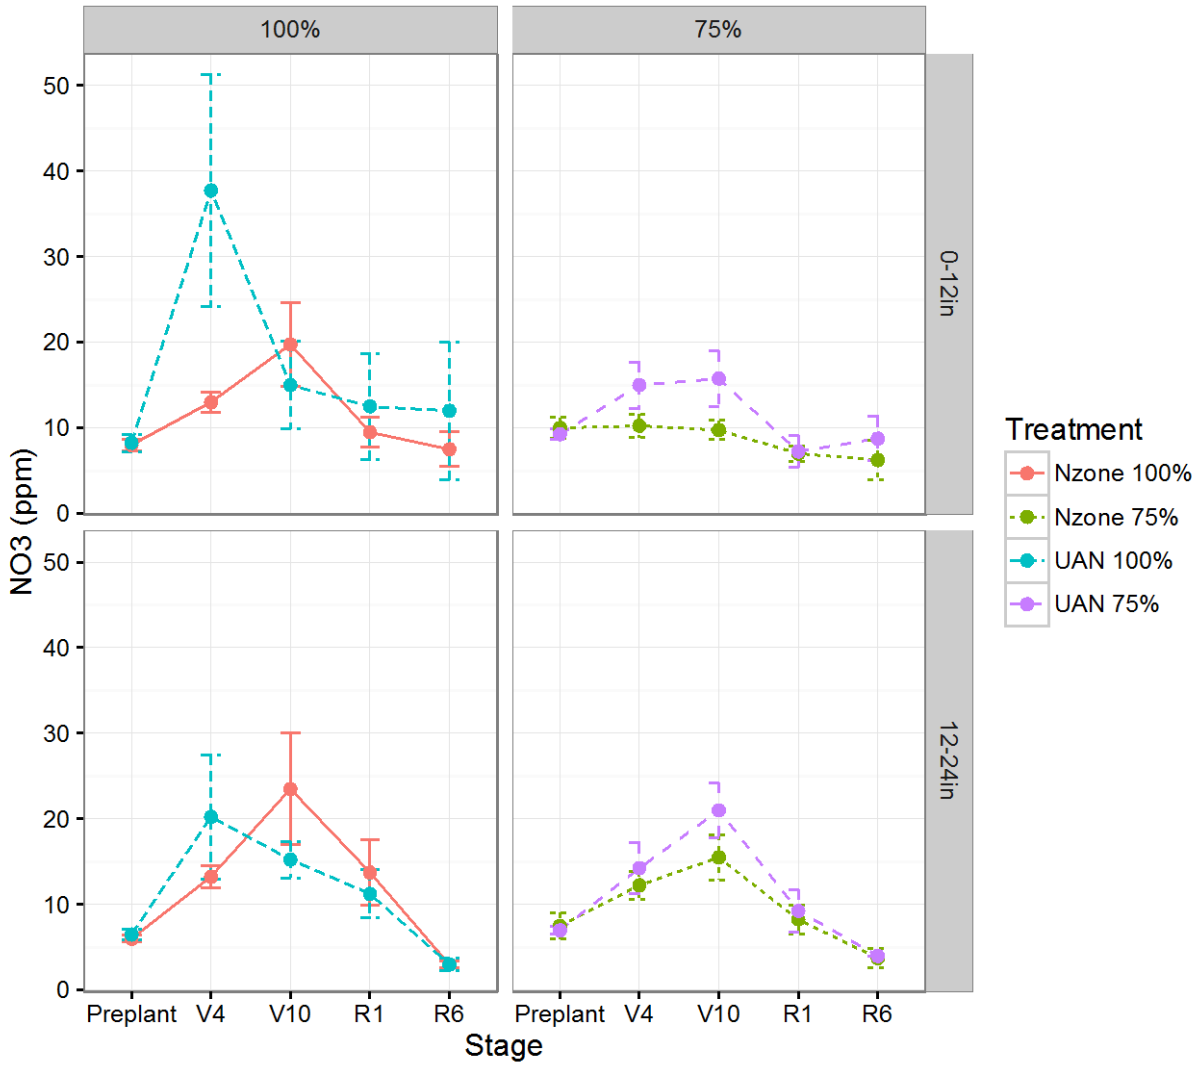 100%
75%
50
40
30
20
10
0
0-12in
50
40
30
20
10
0
12-24in
NO3 (ppm)
Preplant V4 V10 R1 R6
Preplant V4 V10 R1 R6
Stage
Treatment
Nzone 100%
Nzone 75%
UAN 100%
UAN 75%